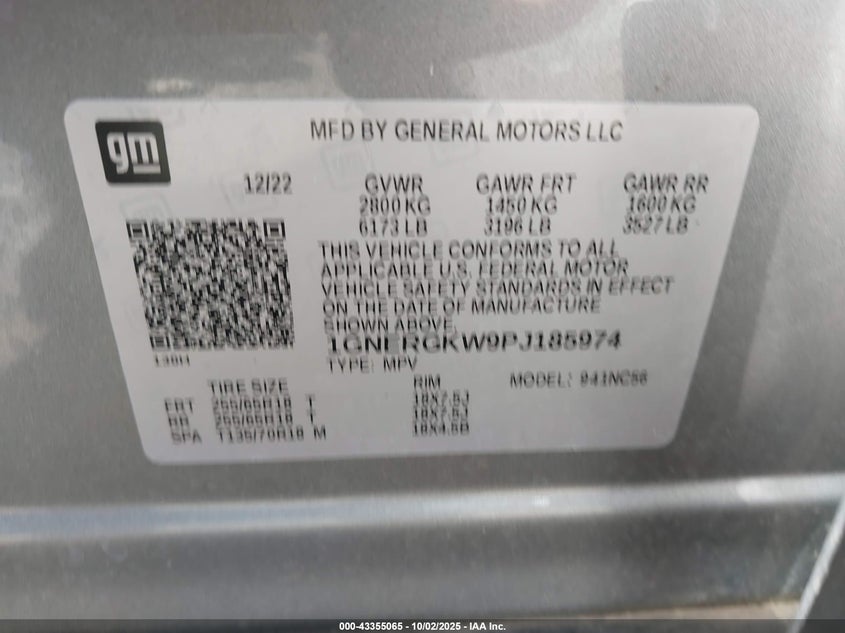 gm
MFD BY GENERAL MOTORS LLC
12/22
GVWR GAWR FRT GAWR RR
2800 KG 1450 KG 1600 KG
6173 LB 3196 LB 3527 LB
THIS VEHICLE CONFORMS TO ALL
APPLICABLE U.S. FEDERAL MOTOR
VEHICLE SAFETY STANDARDS IN EFFECT
ON THE DATE OF MANUFACTURE
SHOWN ABOVE.
1GNERGKW9PJ185974
138H
TYPE: MPV
TIRE SIZE RIM MODEL: 941NC56
FRT 255/65R18 T 18X7.5J
RR 255/65R18 T 18X7.5J
SPA T135/70R18 M 18X4.5B
000-43355065 - 10/02/2025 - IAA Inc.